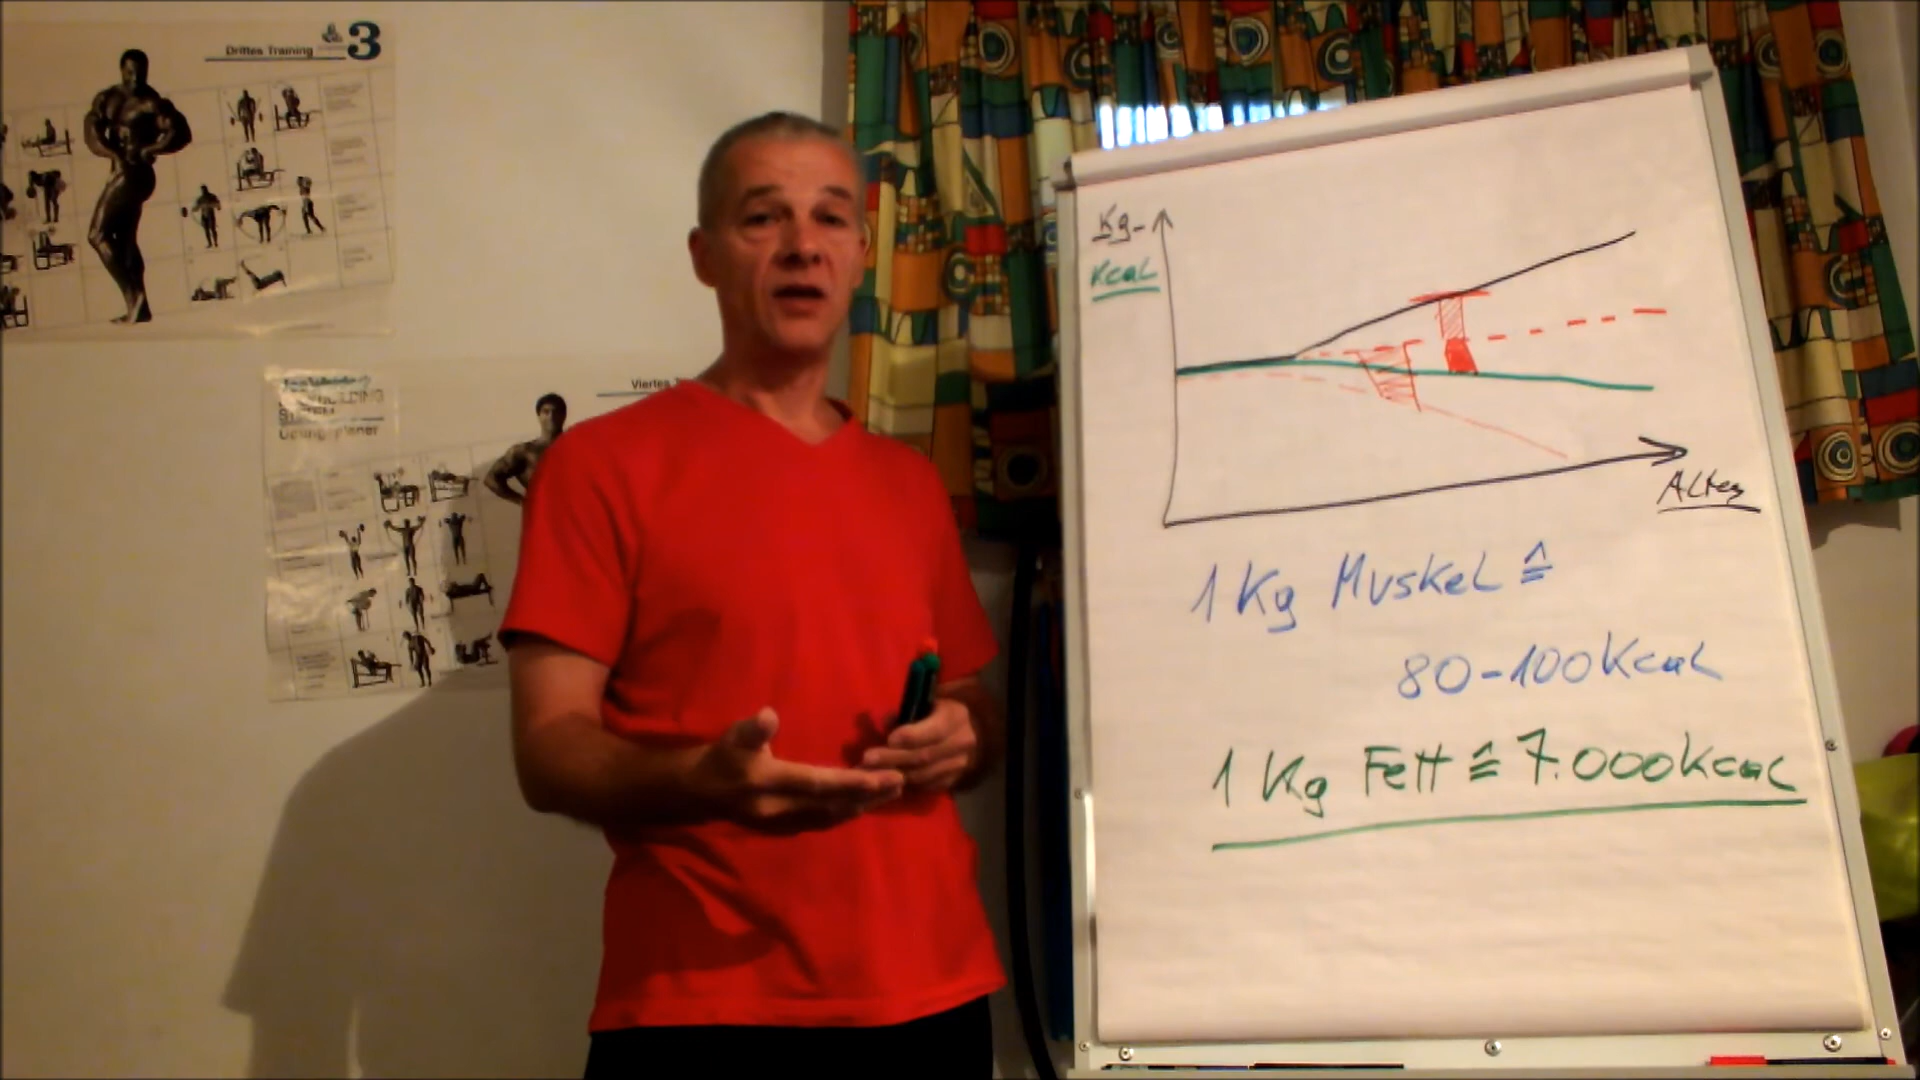 Drittes Training 3
Viertes
Kg-
Kcal
Alter
1 Kg Muskel ≙
80-100Kcal
1 Kg Fett ≙ 7.000Kcal